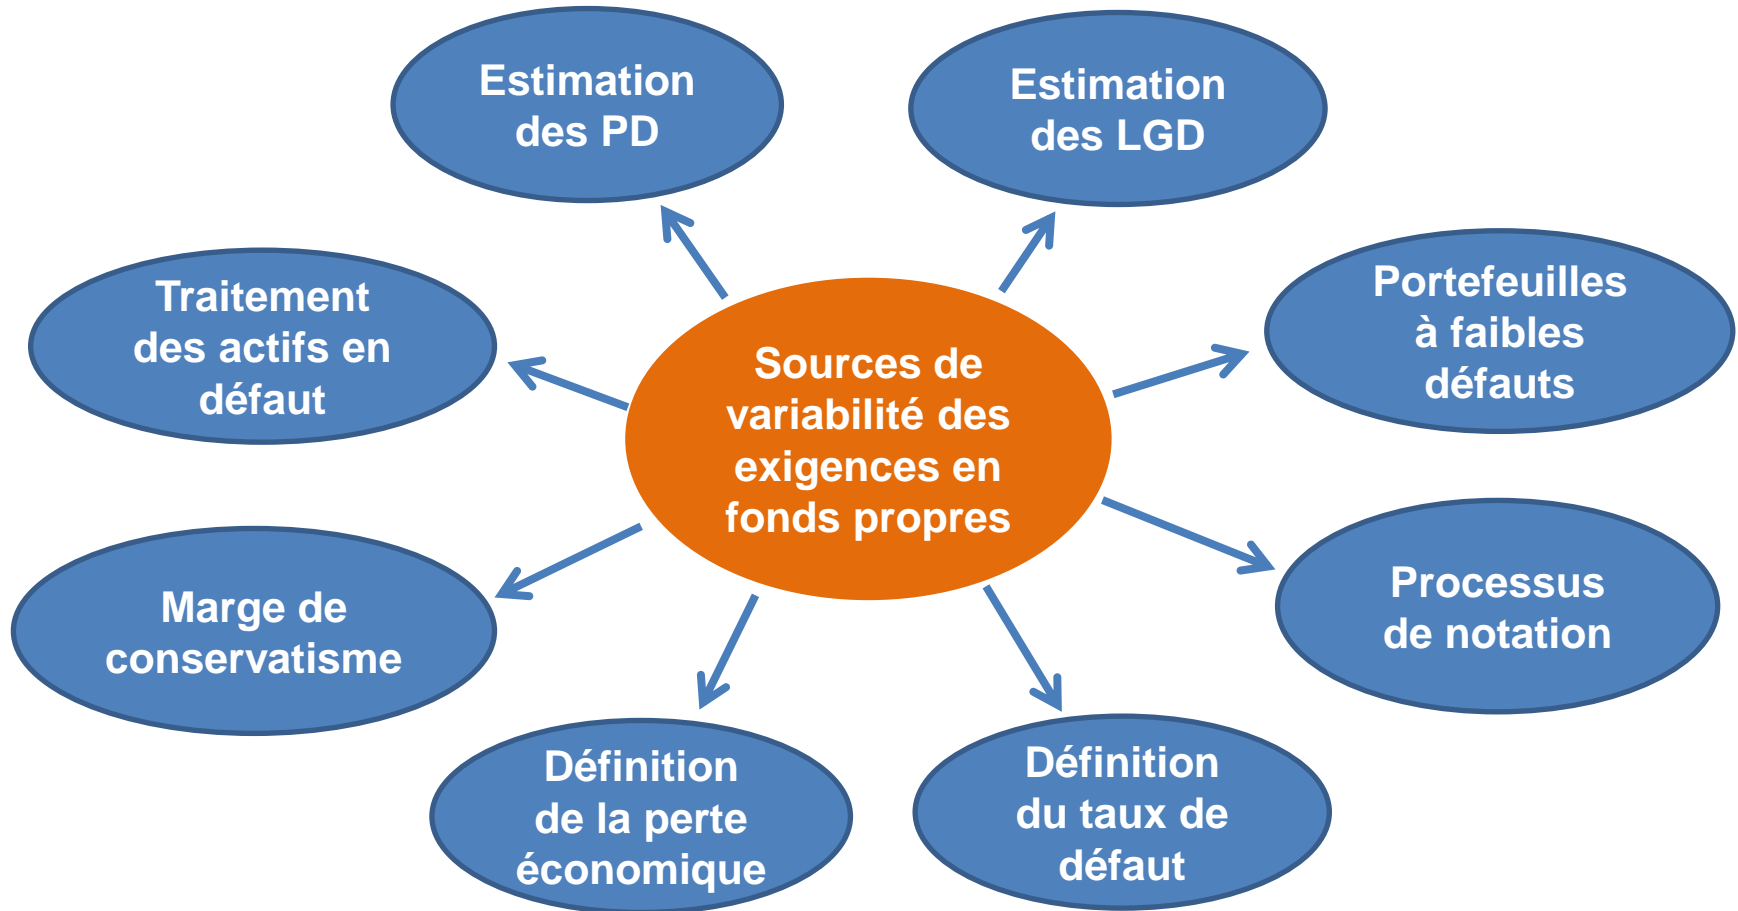 Estimation
des PD
Estimation
des LGD
Traitement
des actifs en
défaut
Portefeuilles
à faibles
défauts
Sources de
variabilité des
exigences en
fonds propres
Marge de
conservatisme
Processus
de notation
Définition
de la perte
économique
Définition
du taux de
défaut